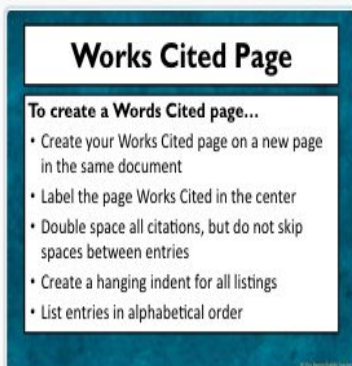 Works Cited Page
To create a Words Cited page...
• Create your Works Cited page on a new page
in the same document
• Label the page Works Cited in the center
• Double space all citations, but do not skip
spaces between entries
• Create a hanging indent for all listings
• List entries in alphabetical order